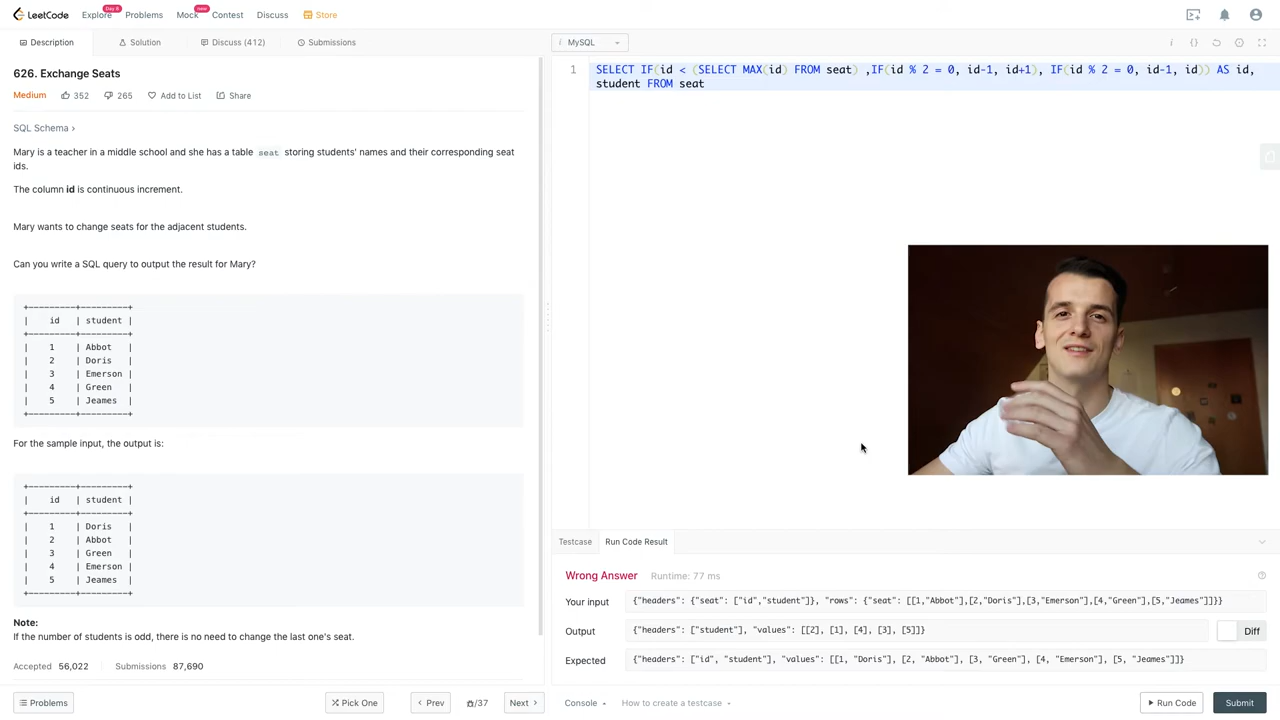 LeetCode Explore Day 8 Problems Mock new Contest Discuss Store
Description Solution Discuss (412) Submissions
i MySQL
626. Exchange Seats
Medium 352 265 Add to List Share
SQL Schema >
Mary is a teacher in a middle school and she has a table seat storing students' names and their corresponding seat
ids.
The column id is continuous increment.
Mary wants to change seats for the adjacent students.
Can you write a SQL query to output the result for Mary?
+---------+---------+
| id | student |
+---------+---------+
| 1 | Abbot |
| 2 | Doris |
| 3 | Emerson |
| 4 | Green |
| 5 | Jeames |
+---------+---------+
For the sample input, the output is:
+---------+---------+
| id | student |
+---------+---------+
| 1 | Doris |
| 2 | Abbot |
| 3 | Green |
| 4 | Emerson |
| 5 | Jeames |
+---------+---------+
Note:
If the number of students is odd, there is no need to change the last one's seat.
Accepted 56,022 Submissions 87,690
Problems Pick One < Prev /37 Next >
1 SELECT IF(id < (SELECT MAX(id) FROM seat) ,IF(id % 2 = 0, id-1, id+1), IF(id % 2 = 0, id-1, id)) AS id,
student FROM seat
Testcase Run Code Result
Wrong Answer Runtime: 77 ms
Your input {"headers": {"seat": ["id","student"]}, "rows": {"seat": [[1,"Abbot"],[2,"Doris"],[3,"Emerson"],[4,"Green"],[5,"Jeames"]]}}
Output {"headers": ["student"], "values": [[2], [1], [4], [3], [5]]} Diff
Expected {"headers": ["id", "student"], "values": [[1, "Doris"], [2, "Abbot"], [3, "Green"], [4, "Emerson"], [5, "Jeames"]]}
Console How to create a testcase Run Code Submit